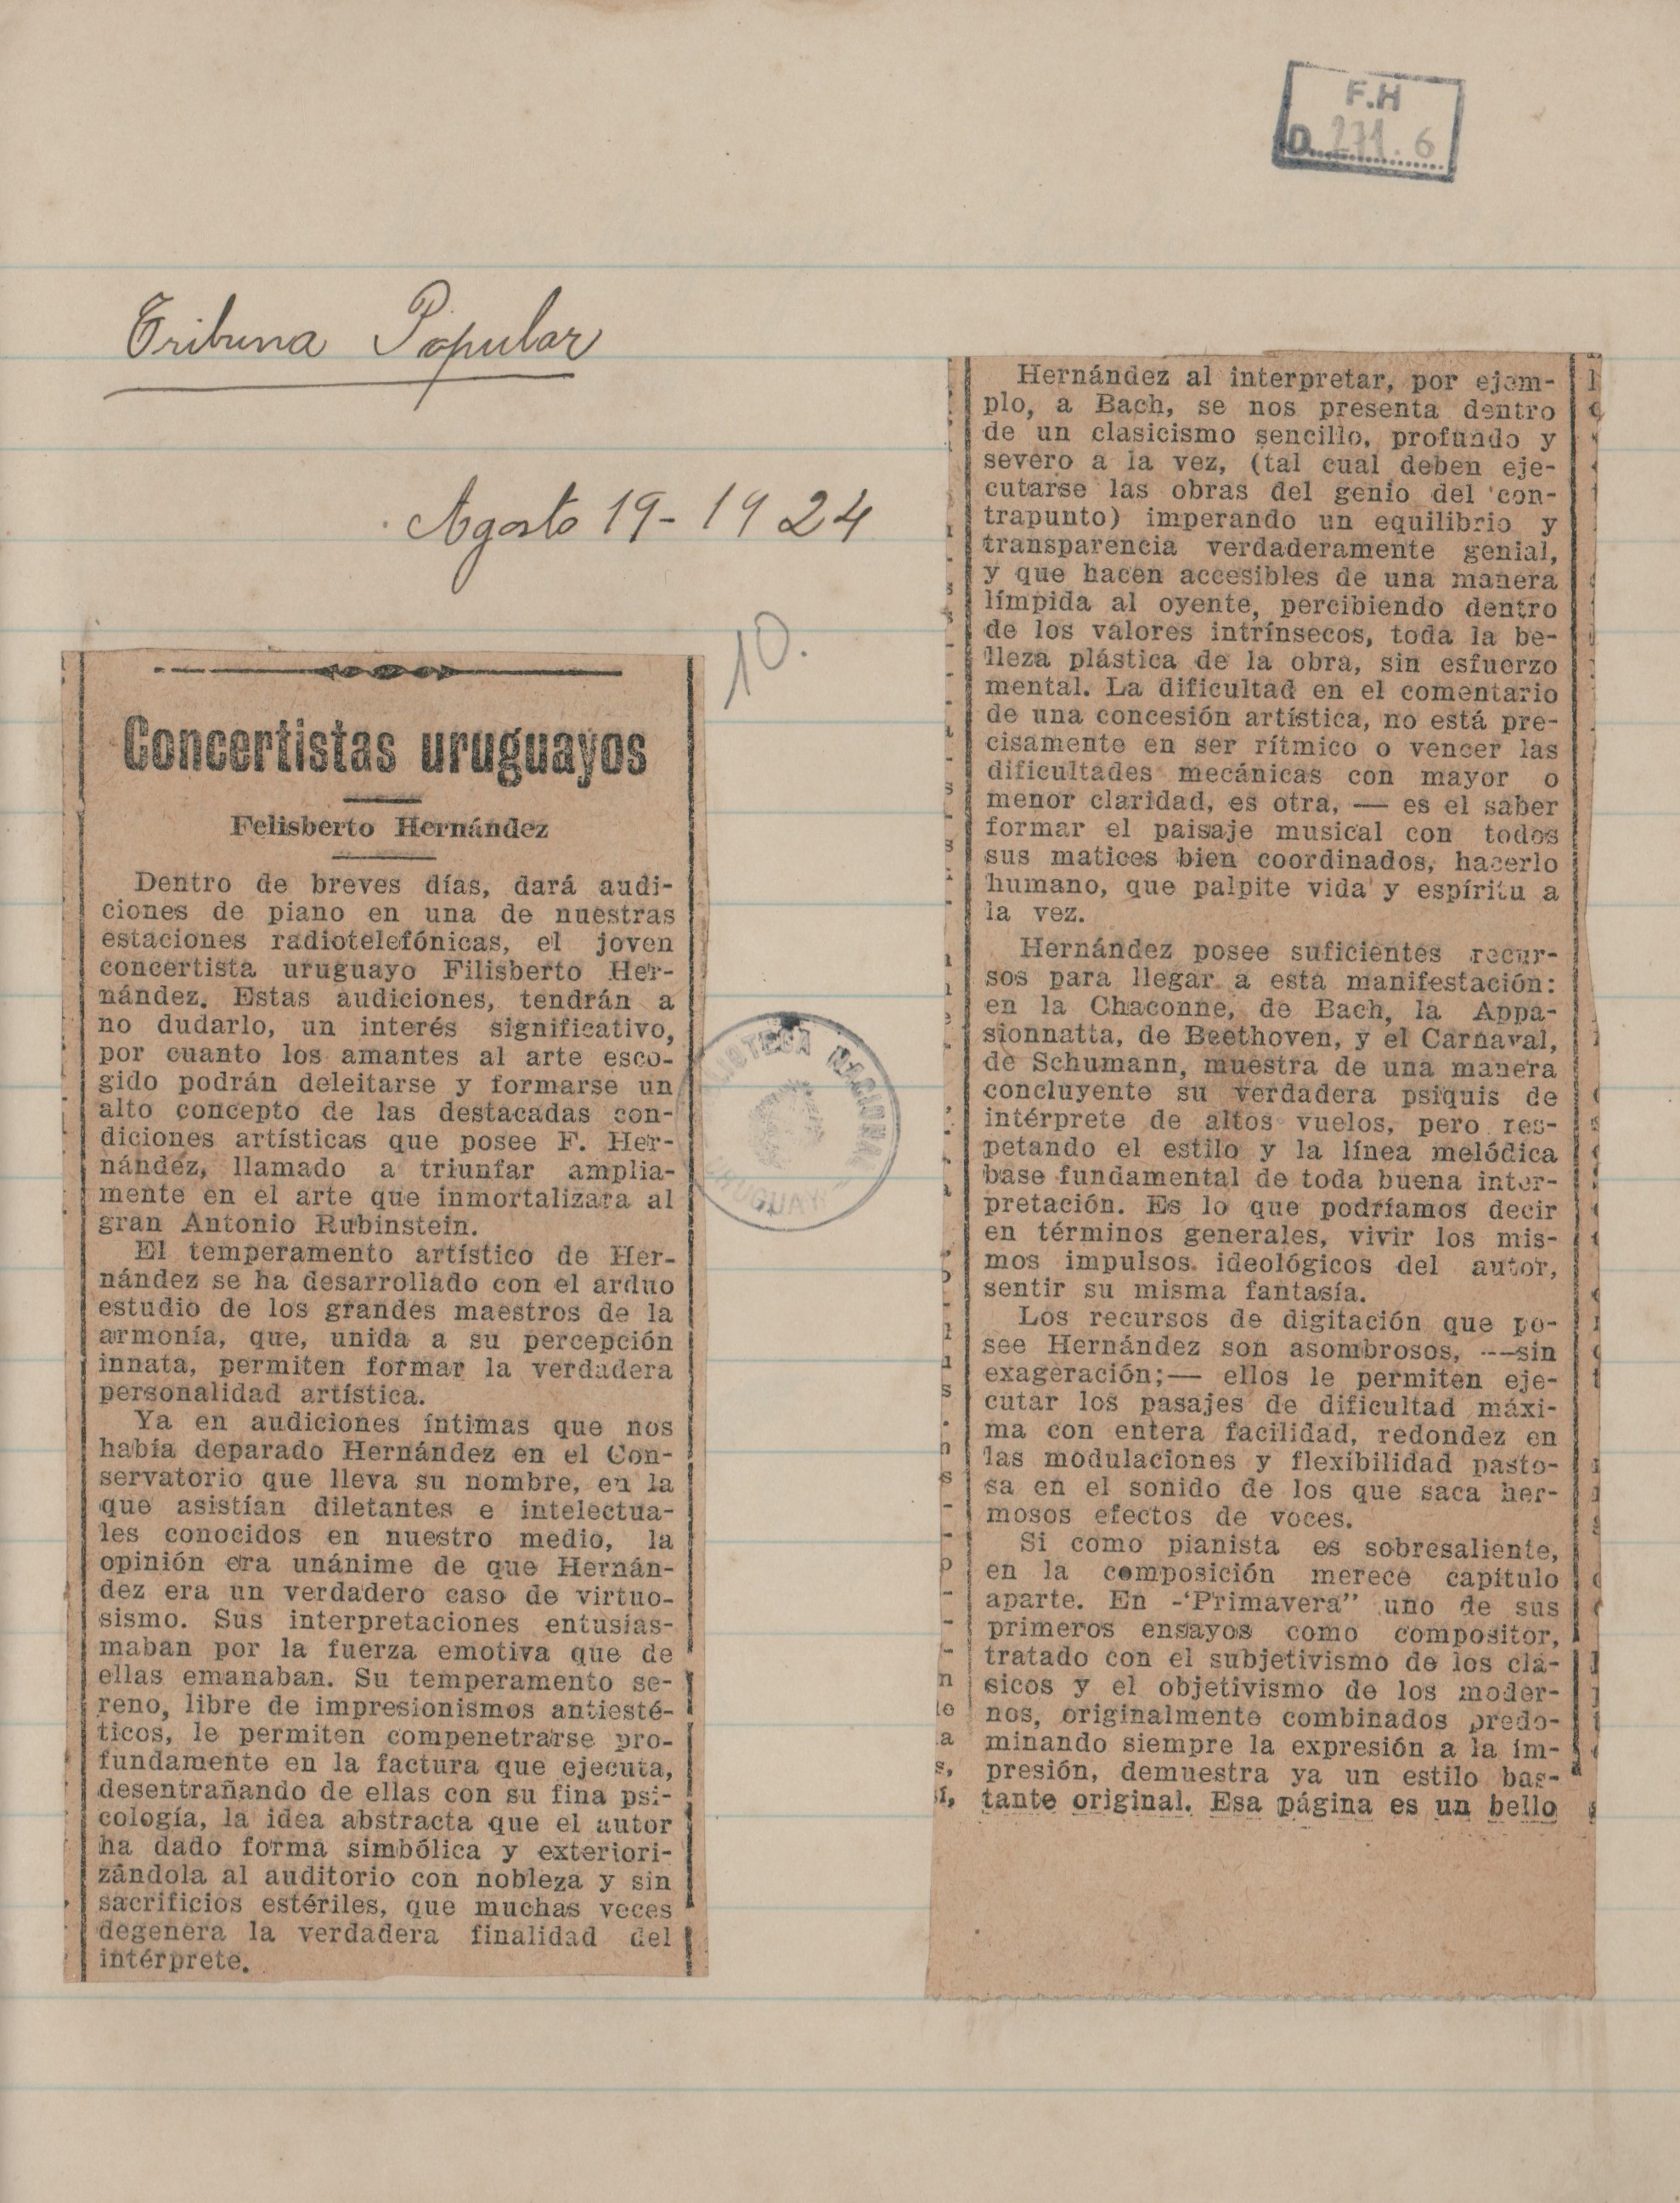 F.H
D. 271.6
Tribuna Popular
Agosto 19-1924
10.
Concertistas uruguayos
Felisberto Hernández
Dentro de breves días, dará audi-
ciones de piano en una de nuestras
estaciones radiotelefónicas, el joven
concertista uruguayo Filisberto Her-
nández. Estas audiciones, tendrán a
no dudarlo, un interés significativo,
por cuanto los amantes al arte esco-
gido podrán deleitarse y formarse un
alto concepto de las destacadas con-
diciones artísticas que posee F. Her-
nández, llamado a triunfar amplia-
mente en el arte que inmortalizara al
gran Antonio Rubinstein.
El temperamento artístico de Her-
nández se ha desarrollado con el arduo
estudio de los grandes maestros de la
armonía, que, unida a su percepción
innata, permiten formar la verdadera
personalidad artística.
Ya en audiciones íntimas que nos
había deparado Hernández en el Con-
servatorio que lleva su nombre, en la
que asistían diletantes e intelectua-
les conocidos en nuestro medio, la
opinión era unánime de que Hernán-
dez era un verdadero caso de virtuo-
sismo. Sus interpretaciones entusias-
maban por la fuerza emotiva que de
ellas emanaban. Su temperamento se-
reno, libre de impresionismos antiesté-
ticos, le permiten compenetrarse pro-
fundamente en la factura que ejecuta,
desentrañando de ellas con su fina psi-
cología, la idea abstracta que el autor
ha dado forma simbólica y exteriori-
zándola al auditorio con nobleza y sin
sacrificios estériles, que muchas veces
degenera la verdadera finalidad del
intérprete.
BIBLIOTECA NACIONAL
URUGUAY
Hernández al interpretar, por ejem-
plo, a Bach, se nos presenta dentro
de un clasicismo sencillo, profundo y
severo a la vez, (tal cual deben eje-
cutarse las obras del genio del con-
trapunto) imperando un equilibrio y
transparencia verdaderamente genial,
y que hacen accesibles de una manera
límpida al oyente, percibiendo dentro
de los valores intrínsecos, toda la be-
lleza plástica de la obra, sin esfuerzo
mental. La dificultad en el comentario
de una concesión artística, no está pre-
cisamente en ser rítmico o vencer las
dificultades mecánicas con mayor o
menor claridad, es otra, — es el saber
formar el paisaje musical con todos
sus matices bien coordinados, hacerlo
humano, que palpite vida y espíritu a
la vez.
Hernández posee suficientes recur-
sos para llegar a esta manifestación:
en la Chaconne, de Bach, la Appa-
sionnatta, de Beethoven, y el Carnaval,
de Schumann, muestra de una manera
concluyente su verdadera psiquis de
intérprete de altos vuelos, pero res-
petando el estilo y la línea melódica
base fundamental de toda buena inter-
pretación. Es lo que podríamos decir
en términos generales, vivir los mis-
mos impulsos ideológicos del autor,
sentir su misma fantasía.
Los recursos de digitación que po-
see Hernández son asombrosos, —sin
exageración;— ellos le permiten eje-
cutar los pasajes de dificultad máxi-
ma con entera facilidad, redondez en
las modulaciones y flexibilidad pasto-
sa en el sonido de los que saca her-
mosos efectos de voces.
Si como pianista es sobresaliente,
en la composición merece capítulo
aparte. En -‘Primavera” uno de sus
primeros ensayos como compositor,
tratado con el subjetivismo de los clá-
sicos y el objetivismo de los moder-
nos, originalmente combinados predo-
minando siempre la expresión a la im-
presión, demuestra ya un estilo bas-
tante original. Esa página es un bello